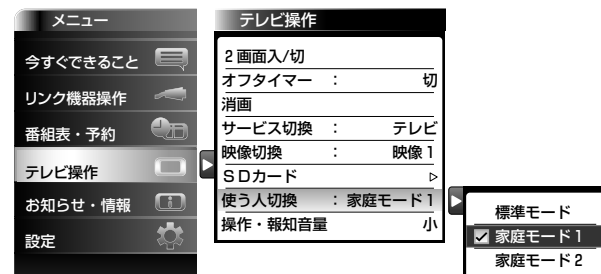 メニュー
今すぐできること
リンク機器操作
番組表・予約
テレビ操作
お知らせ・情報
設定
テレビ操作
2画面入/切
オフタイマー : 切
消画
サービス切換 : テレビ
映像切換 : 映像1
SDカード
使う人切換 : 家庭モード1
操作・報知音量 小
標準モード
家庭モード1
家庭モード2